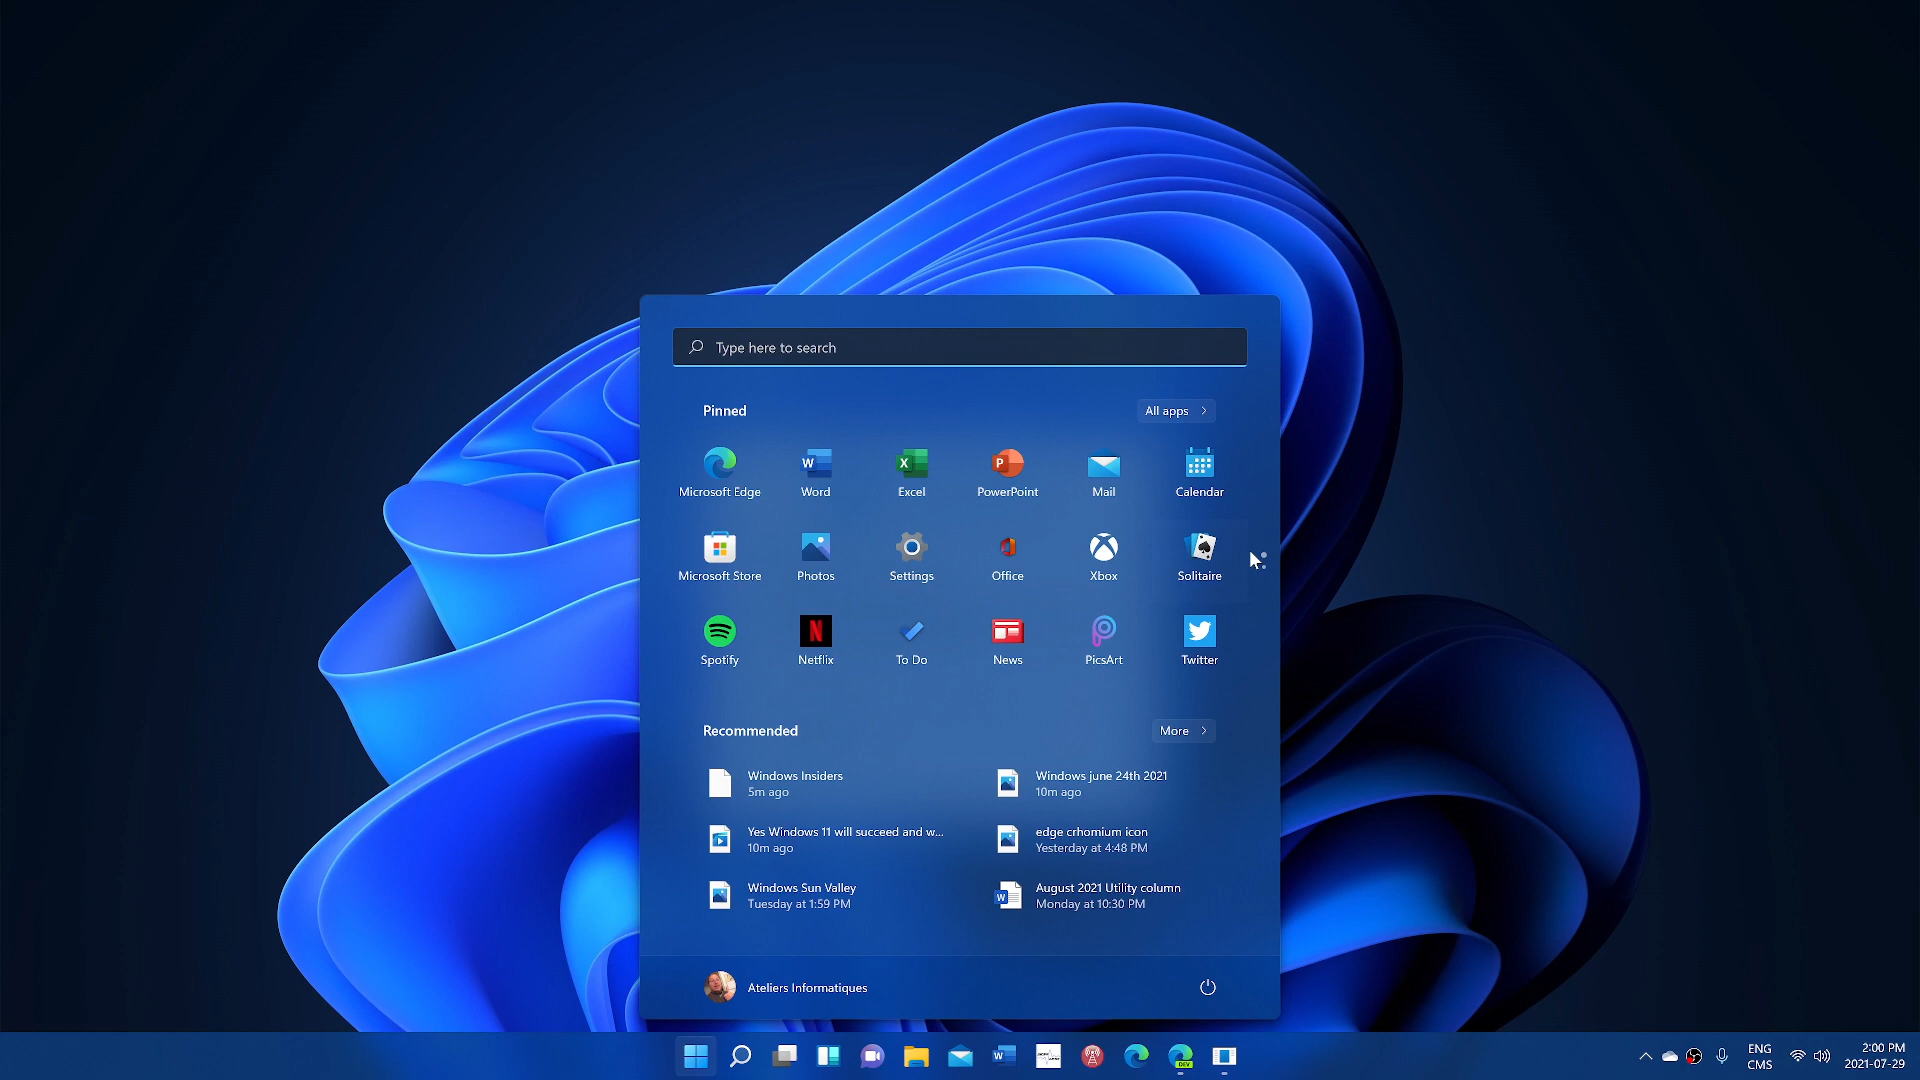 Type here to search
Pinned
All apps
Microsoft Edge
Word
Excel
PowerPoint
Mail
Calendar
Microsoft Store
Photos
Settings
Office
Xbox
Solitaire
Spotify
Netflix
To Do
News
PicsArt
Twitter
Recommended
More
Windows Insiders
5m ago
Windows june 24th 2021
10m ago
Yes Windows 11 will succeed and w...
10m ago
edge crhomium icon
Yesterday at 4:48 PM
Windows Sun Valley
Tuesday at 1:59 PM
August 2021 Utility column
Monday at 10:30 PM
Ateliers Informatiques
DEV
ENG
CMS
2:00 PM
2021-07-29